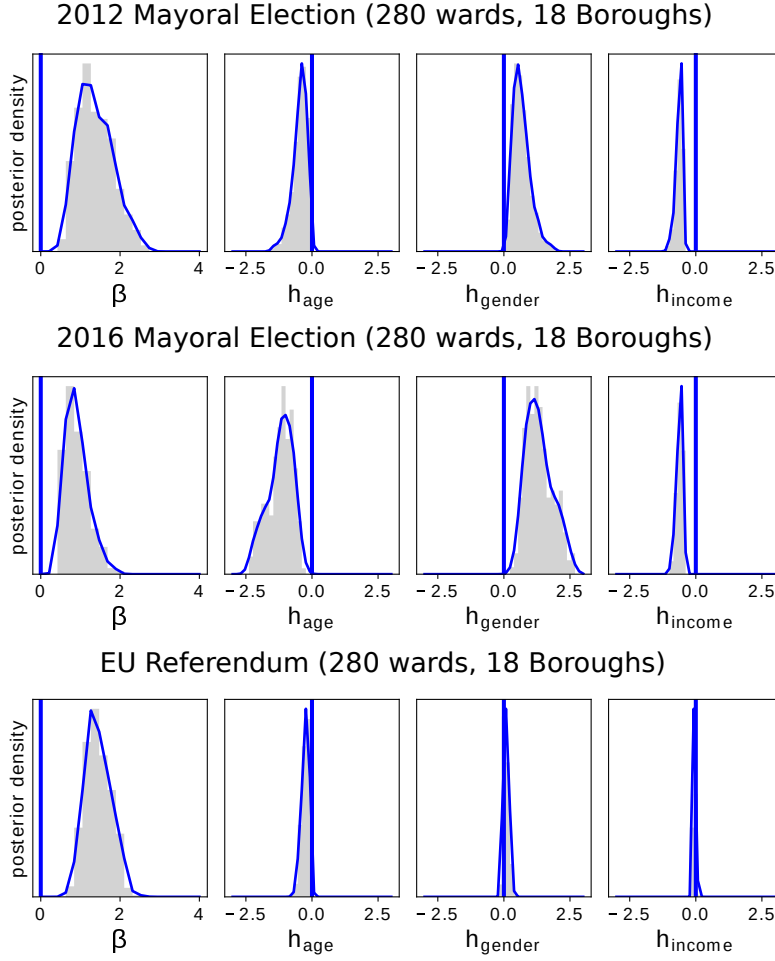 2012 Mayoral Election (280 wards, 18 Boroughs)
posterior density
0 2 4 −2.5 0.0 2.5 −2.5 0.0 2.5 −2.5 0.0 2.5
β h_age h_gender h_income
2016 Mayoral Election (280 wards, 18 Boroughs)
posterior density
0 2 4 −2.5 0.0 2.5 −2.5 0.0 2.5 −2.5 0.0 2.5
β h_age h_gender h_income
EU Referendum (280 wards, 18 Boroughs)
posterior density
0 2 4 −2.5 0.0 2.5 −2.5 0.0 2.5 −2.5 0.0 2.5
β h_age h_gender h_income